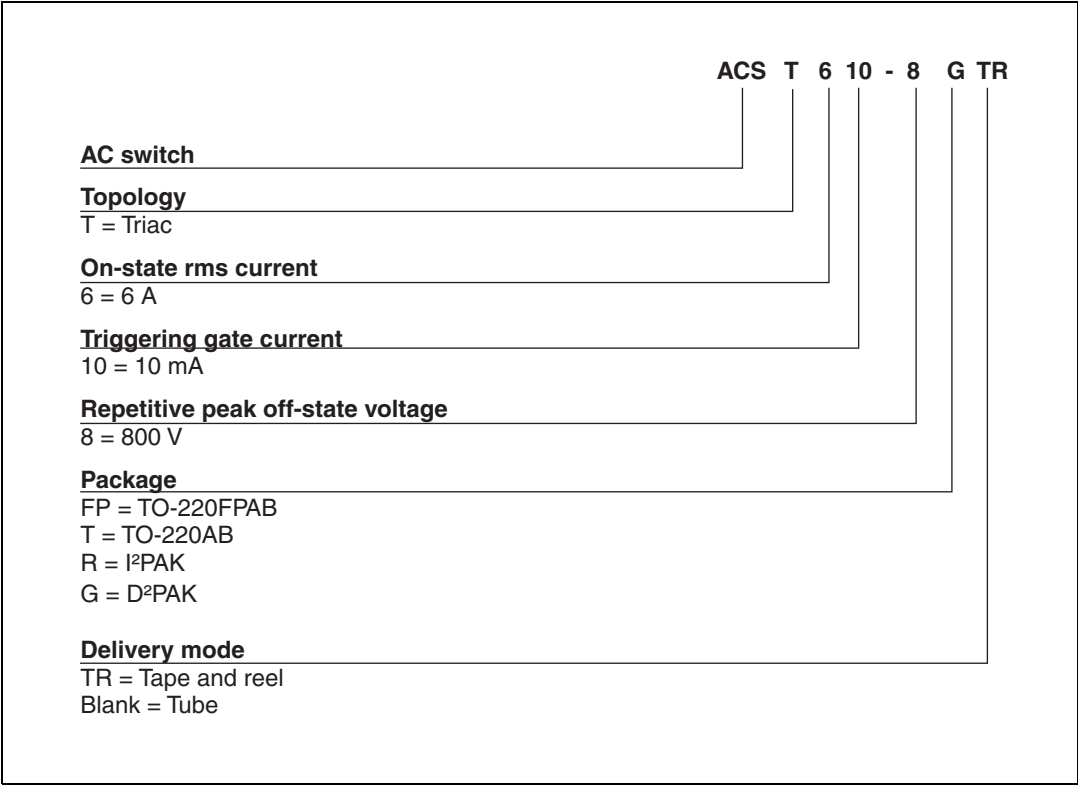 ACS T 6 10 - 8 G TR
AC switch
Topology
T = Triac
On-state rms current
6 = 6 A
Triggering gate current
10 = 10 mA
Repetitive peak off-state voltage
8 = 800 V
Package
FP = TO-220FPAB
T = TO-220AB
R = I²PAK
G = D²PAK
Delivery mode
TR = Tape and reel
Blank = Tube